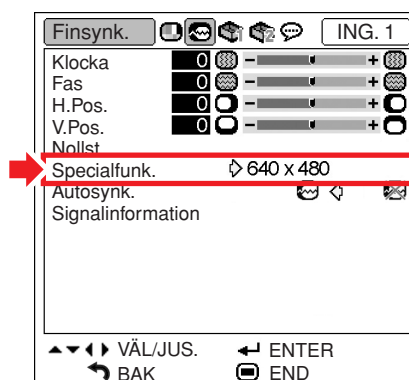 Finsynk. ING. 1
Klocka 0 - +
Fas 0 - +
H.Pos. 0 - +
V.Pos. 0 - +
Nollst.
Specialfunk. 640 x 480
Autosynk.
Signalinformation
VÄL/JUS. ENTER
BAK END